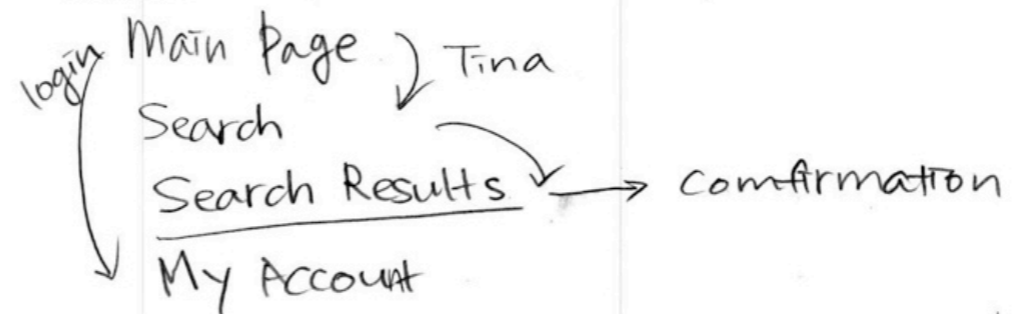 login Main Page Tina
Search
Search Results → comfirmation
My Account